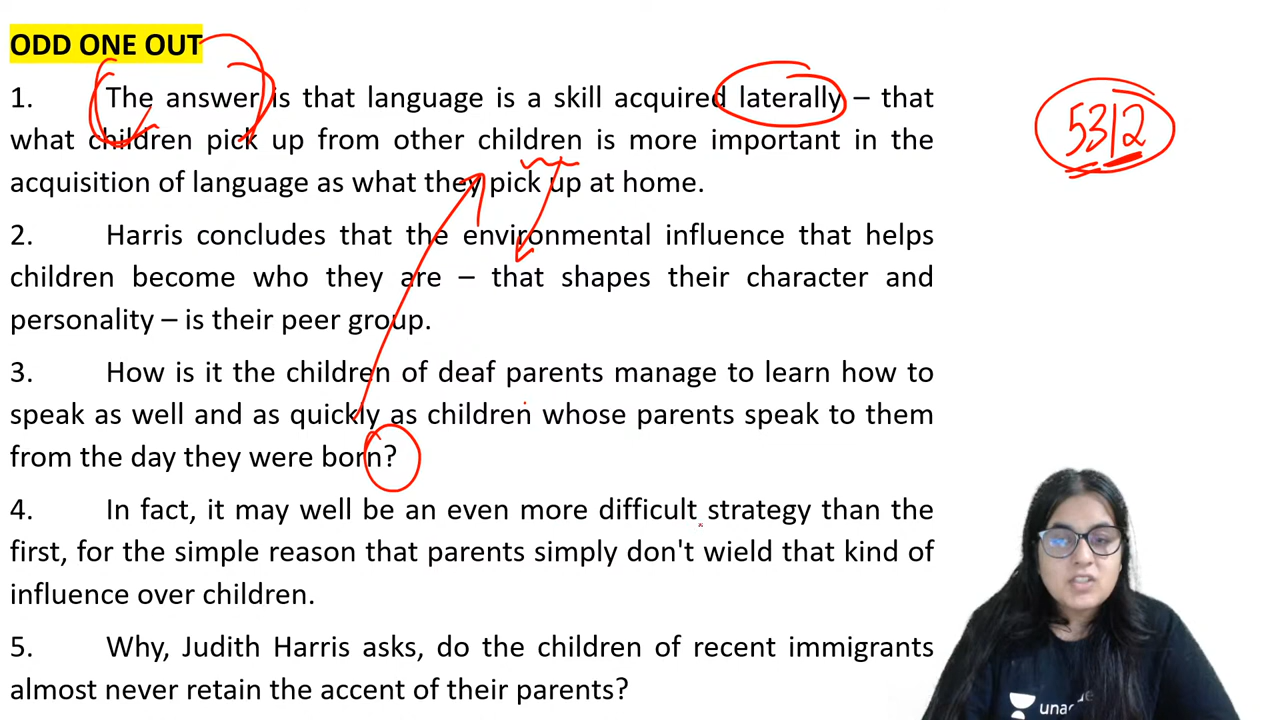 ODD ONE OUT
1. The answer is that language is a skill acquired laterally – that
what children pick up from other children is more important in the
acquisition of language as what they pick up at home.
5312
2. Harris concludes that the environmental influence that helps
children become who they are – that shapes their character and
personality – is their peer group.
3. How is it the children of deaf parents manage to learn how to
speak as well and as quickly as children whose parents speak to them
from the day they were born?
4. In fact, it may well be an even more difficult strategy than the
first, for the simple reason that parents simply don't wield that kind of
influence over children.
5. Why, Judith Harris asks, do the children of recent immigrants
almost never retain the accent of their parents?